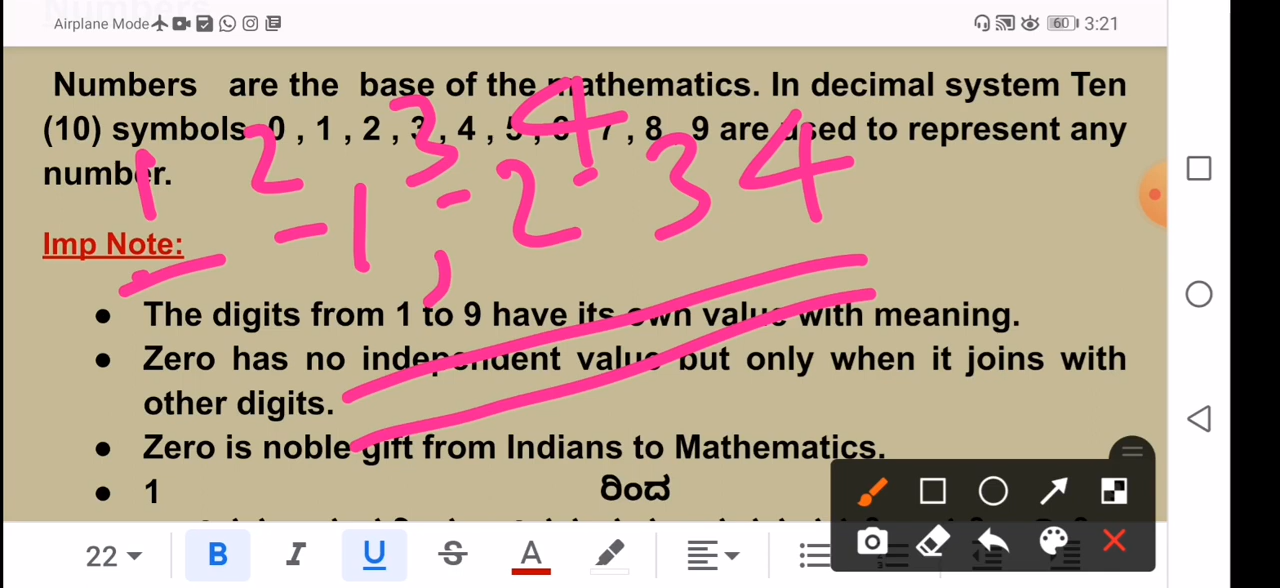 Airplane Mode 60 3:21
Numbers are the base of the mathematics. In decimal system Ten
(10) symbols 0 , 1 , 2 , 3 , 4 , 5 , 6 , 7 , 8 , 9 are used to represent any
number.
1 2 3 4
-1, -2 3 4
Imp Note:
● The digits from 1 to 9 have its own value with meaning.
● Zero has no independent value but only when it joins with
other digits.
● Zero is noble gift from Indians to Mathematics.
● 1 ರಿಂದ
22 B I U S A